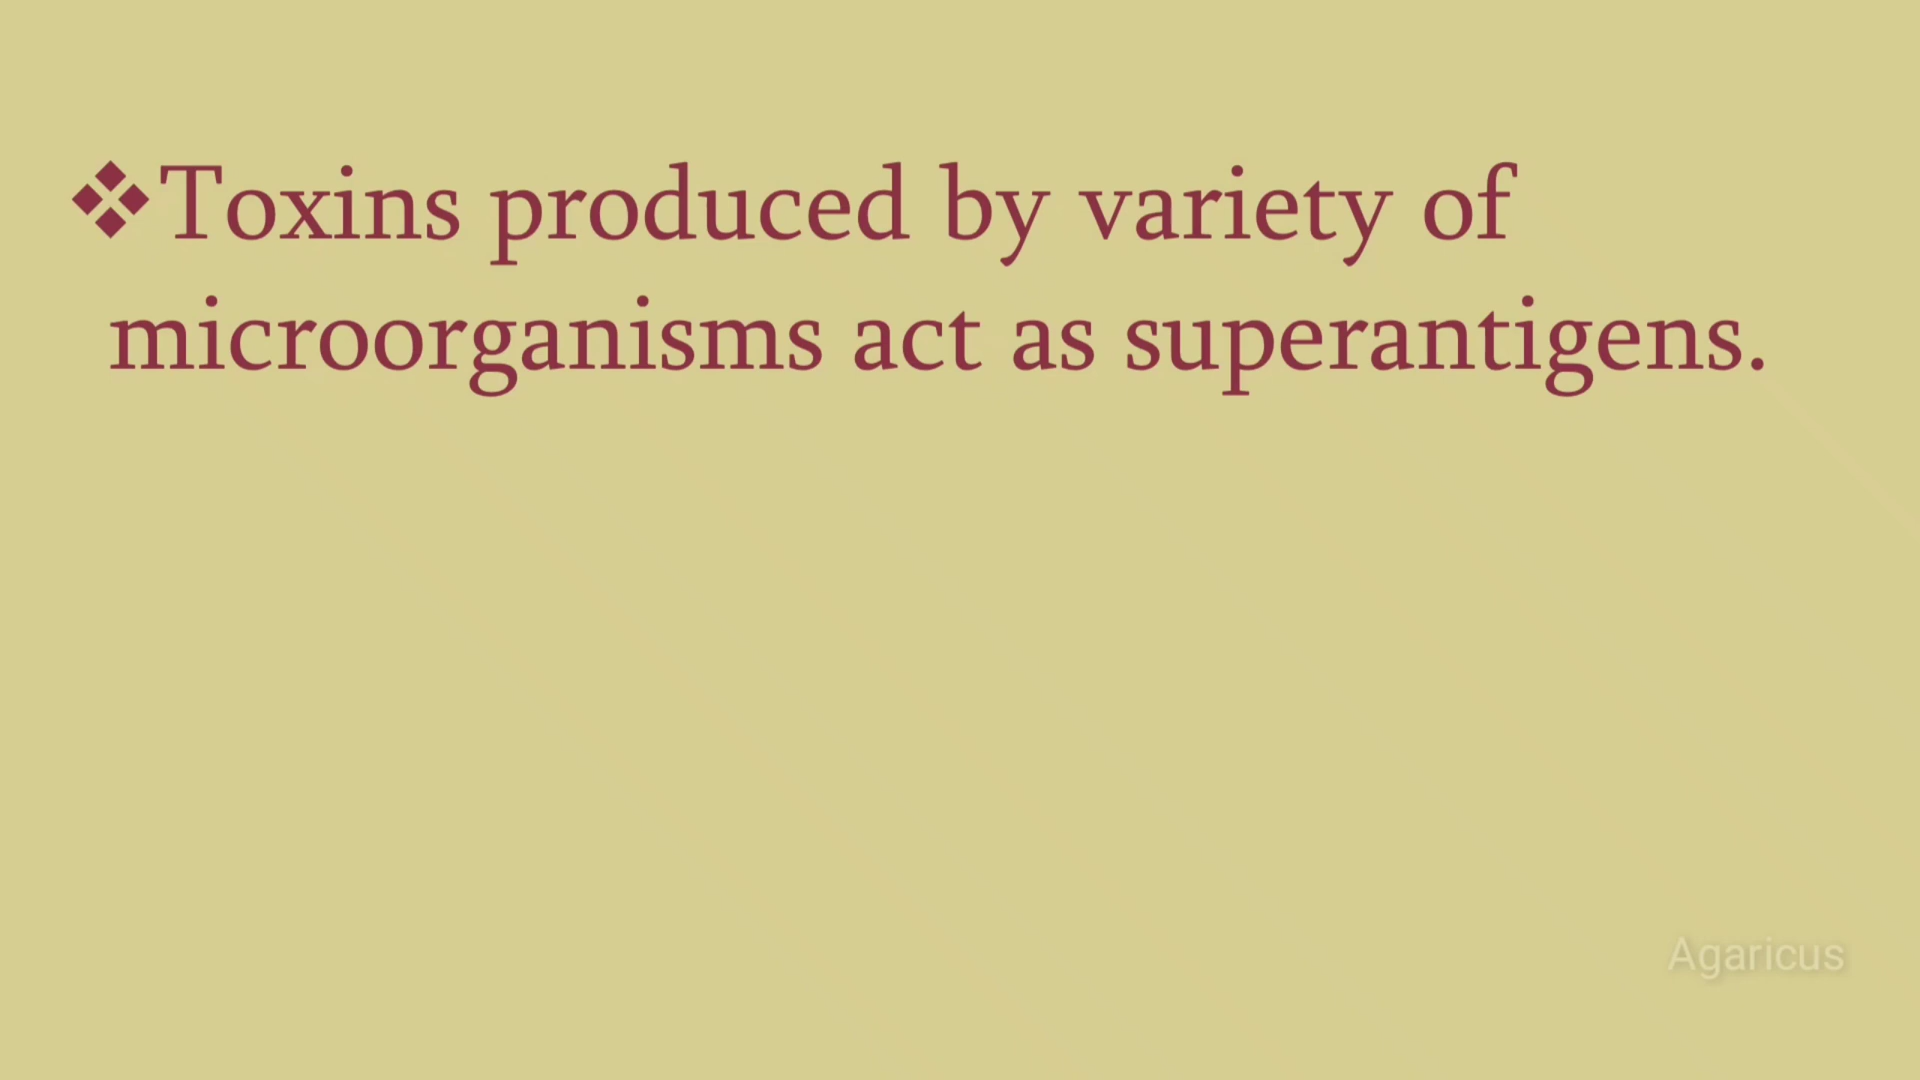 ❖Toxins produced by variety of
microorganisms act as superantigens.
Agaricus